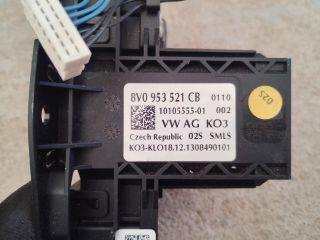 8V0 953 521 CB 0110
10105555-01 002
VW AG KO3
Czech Republic 02S SMLS
KO3-KLO18.12.1308490101
02S